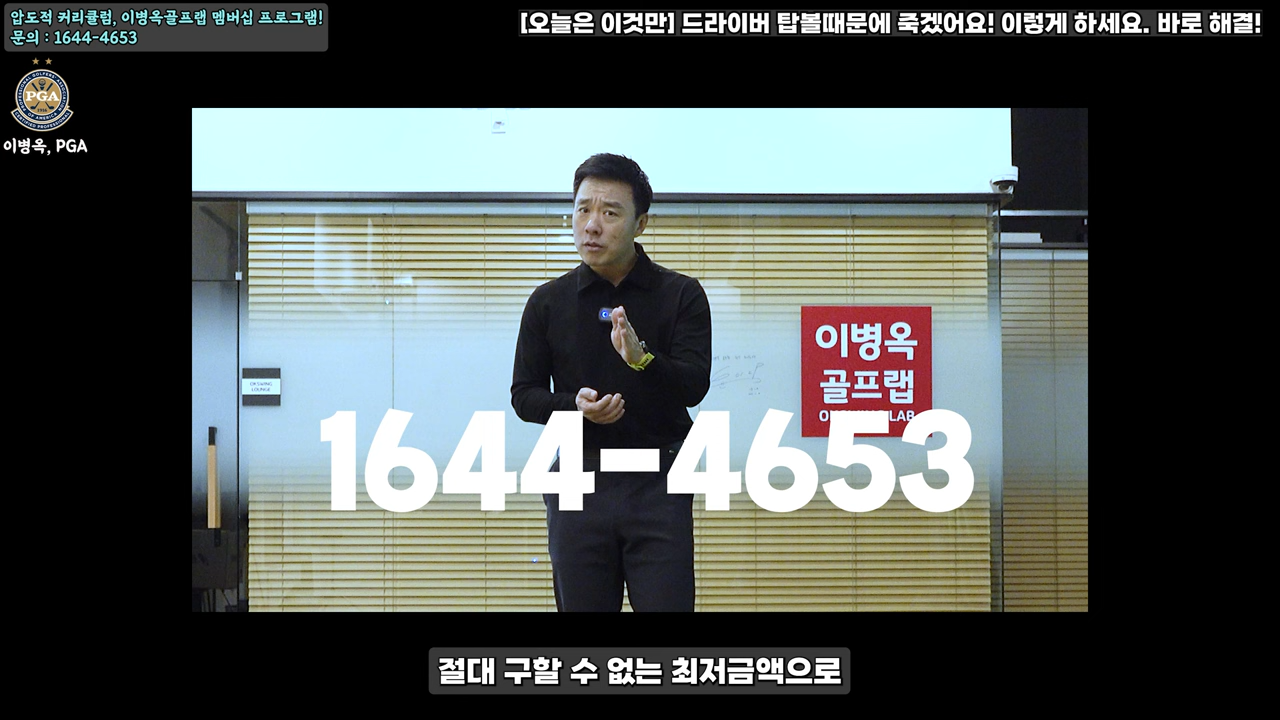 압도적 커리큘럼, 이병옥골프랩 멤버십 프로그램!
문의 : 1644-4653
[오늘은 이것만] 드라이버 탑볼때문에 죽겠어요! 이렇게 하세요. 바로 해결!
PGA
이병옥, PGA
이병옥
골프랩
LOUNGE
1644-4653
절대 구할 수 없는 최저금액으로